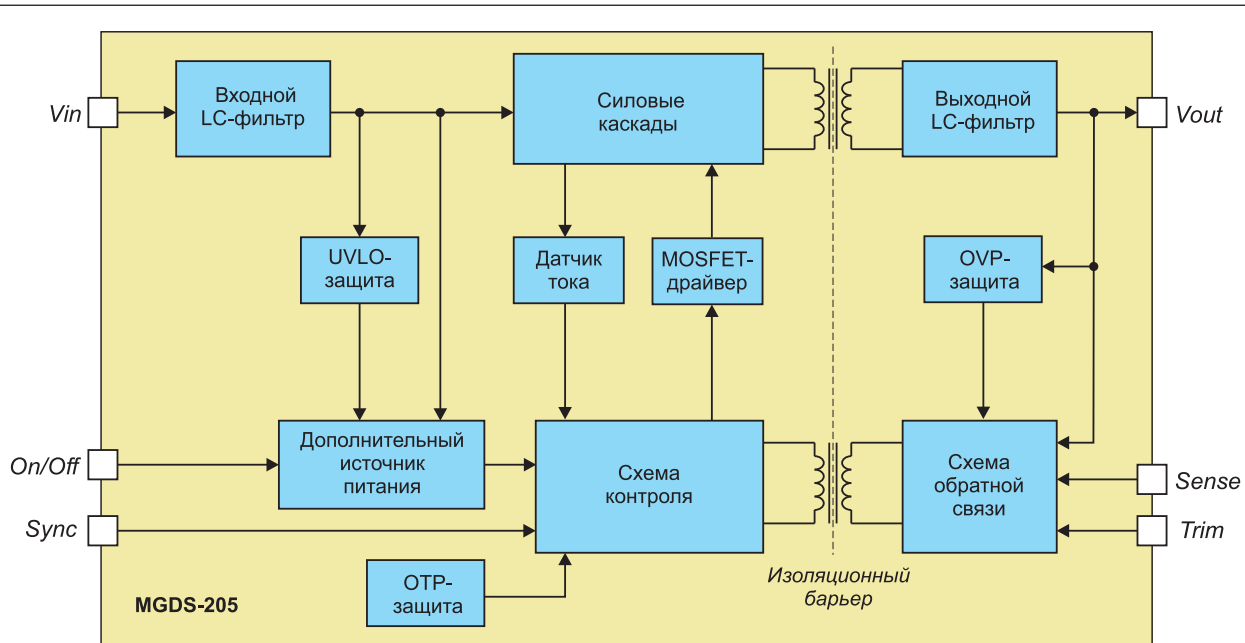 Vin
Входной
LC-фильтр
Силовые
каскады
Выходной
LC-фильтр
Vout
UVLO-
защита
Датчик
тока
MOSFET-
драйвер
OVP-
защита
On/Off
Дополнительный
источник
питания
Схема
контроля
Схема
обратной
связи
Sense
Sync
Trim
OTP-
защита
Изоляционный
барьер
MGDS-205